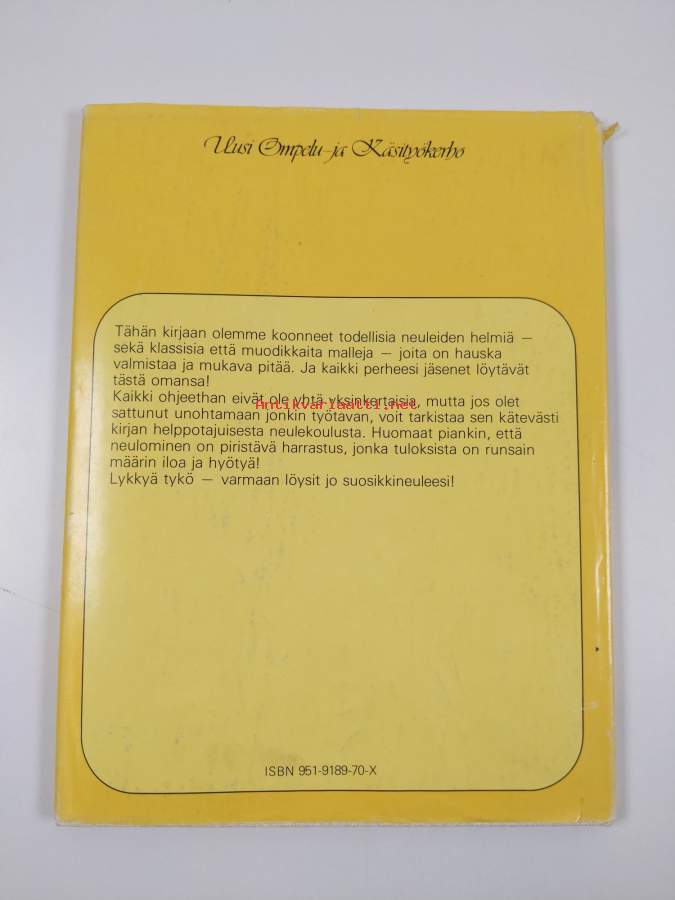 Uusi Ompelu-ja Käsityökerho
Tähän kirjaan olemme koonneet todellisia neuleiden helmiä —
sekä klassisia että muodikkaita malleja — joita on hauska
valmistaa ja mukava pitää. Ja kaikki perheesi jäsenet löytävät
tästä omansa!
Kaikki ohjeethan eivät ole yhtä yksinkertaisia, mutta jos olet
Antikvariaatti.net
sattunut unohtamaan jonkin työtavan, voit tarkistaa sen kätevästi
kirjan helppotajuisesta neulekoulusta. Huomaat piankin, että
neulominen on piristävä harrastus, jonka tuloksista on runsain
määrin iloa ja hyötyä!
Lykkyä tykö — varmaan löysit jo suosikkineuleesi!
ISBN 951-9189-70-X